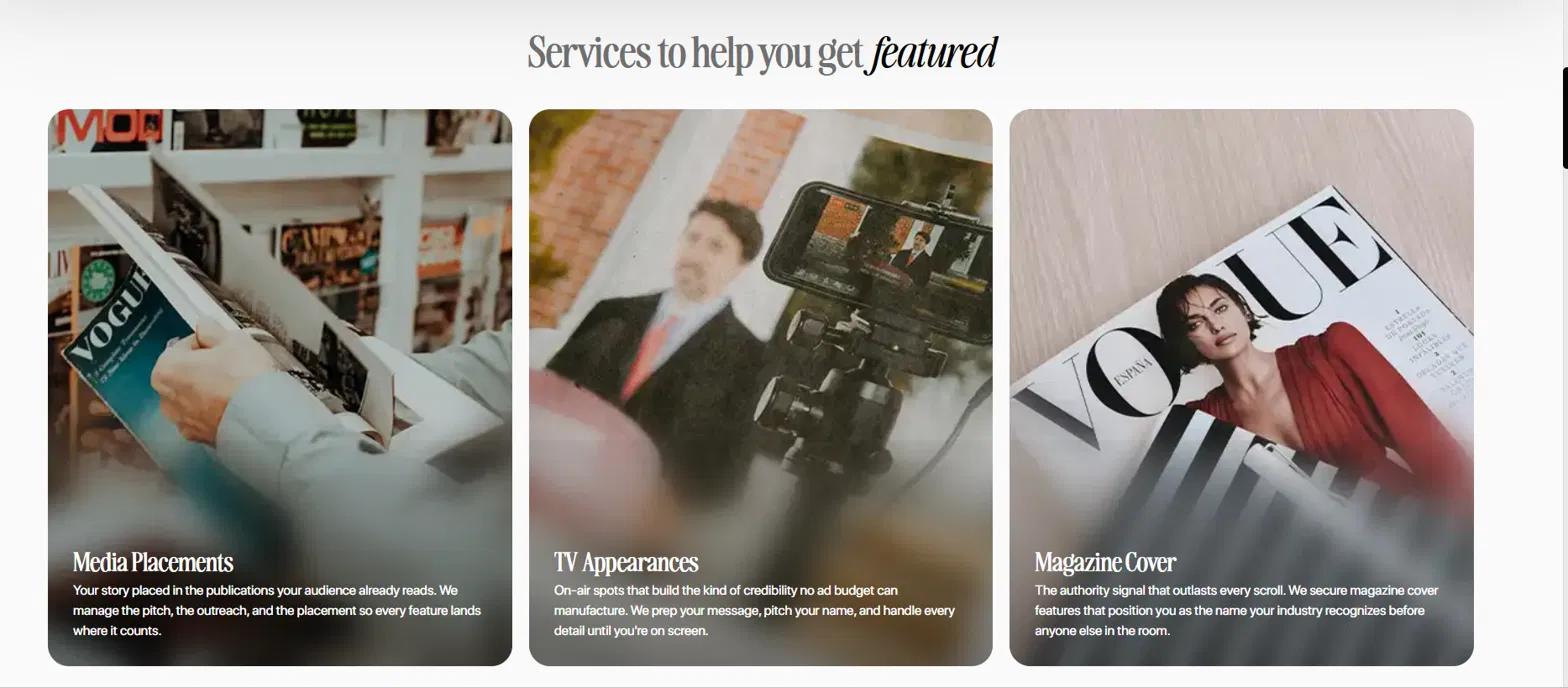 Services to help you get featured
MOJ
VOGUE
Media Placements
Your story placed in the publications your audience already reads. We
manage the pitch, the outreach, and the placement so every feature lands
where it counts.
TV Appearances
On-air spots that build the kind of credibility no ad budget can
manufacture. We prep your message, pitch your name, and handle every
detail until you're on screen.
VOGUE
ESPAÑA
Magazine Cover
The authority signal that outlasts every scroll. We secure magazine cover
features that position you as the name your industry recognizes before
anyone else in the room.